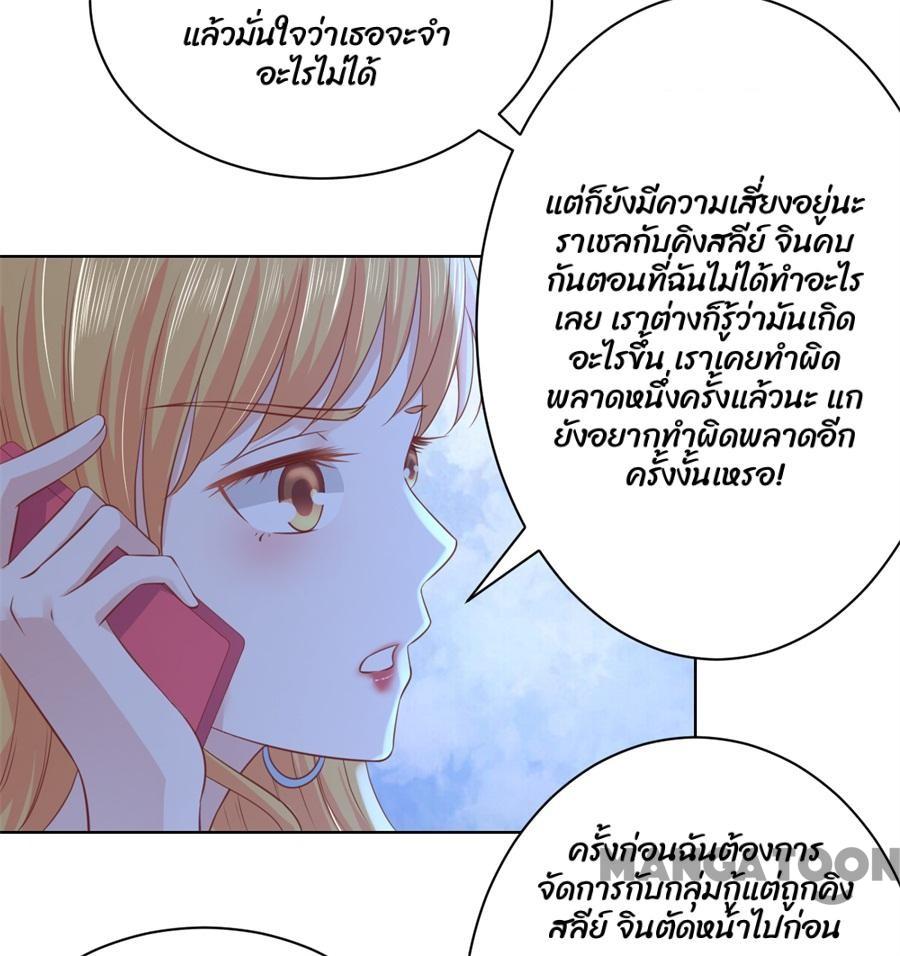 แล้วมั่นใจว่าเธอจะจำ
อะไรไม่ได้
แต่ก็ยังมีความเสี่ยงอยู่นะ
ราเชลกับคิงสลีย์ จินคบ
กันตอนที่ฉันไม่ได้ทำอะไร
เลย เราต่างก็รู้ว่ามันเกิด
อะไรขึ้น เราเคยทำผิด
พลาดหนึ่งครั้งแล้วนะ แก
ยังอยากทำผิดพลาดอีก
ครั้งงั้นเหรอ!
ครั้งก่อนฉันต้องการ
MANGATOON
จัดการกับกลุ่มกู้แต่ถูกคิง
สลีย์ จินตัดหน้าไปก่อน